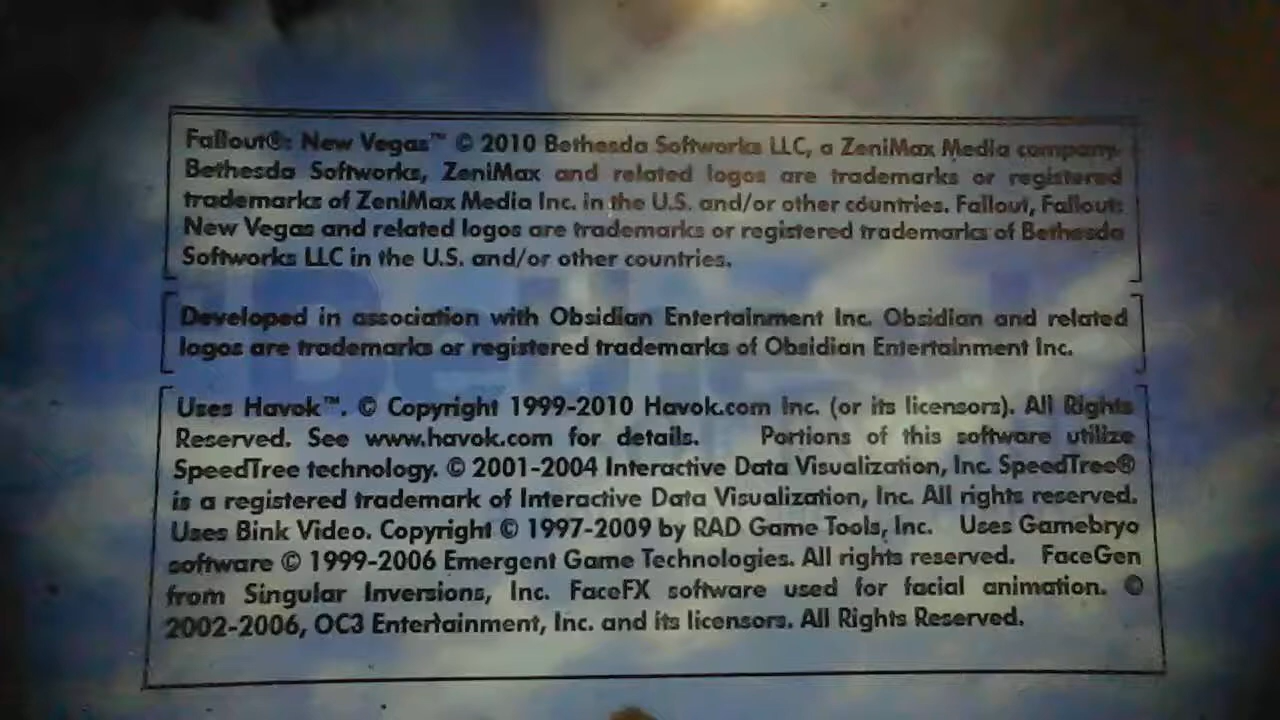 Fallout®: New Vegas™ © 2010 Bethesda Softworks LLC, a ZeniMax Media company.
Bethesda Softworks, ZeniMax and related logos are trademarks or registered
trademarks of ZeniMax Media Inc. in the U.S. and/or other countries. Fallout, Fallout:
New Vegas and related logos are trademarks or registered trademarks of Bethesda
Softworks LLC in the U.S. and/or other countries.
Developed in association with Obsidian Entertainment Inc. Obsidian and related
logos are trademarks or registered trademarks of Obsidian Entertainment Inc.
Uses Havok™. © Copyright 1999-2010 Havok.com Inc. (or its licensors). All Rights
Reserved. See www.havok.com for details. Portions of this software utilize
SpeedTree technology. © 2001-2004 Interactive Data Visualization, Inc. SpeedTree®
is a registered trademark of Interactive Data Visualization, Inc. All rights reserved.
Uses Bink Video. Copyright © 1997-2009 by RAD Game Tools, Inc. Uses Gamebryo
software © 1999-2006 Emergent Game Technologies. All rights reserved. FaceGen
from Singular Inversions, Inc. FaceFX software used for facial animation. ©
2002-2006, OC3 Entertainment, Inc. and its licensors. All Rights Reserved.